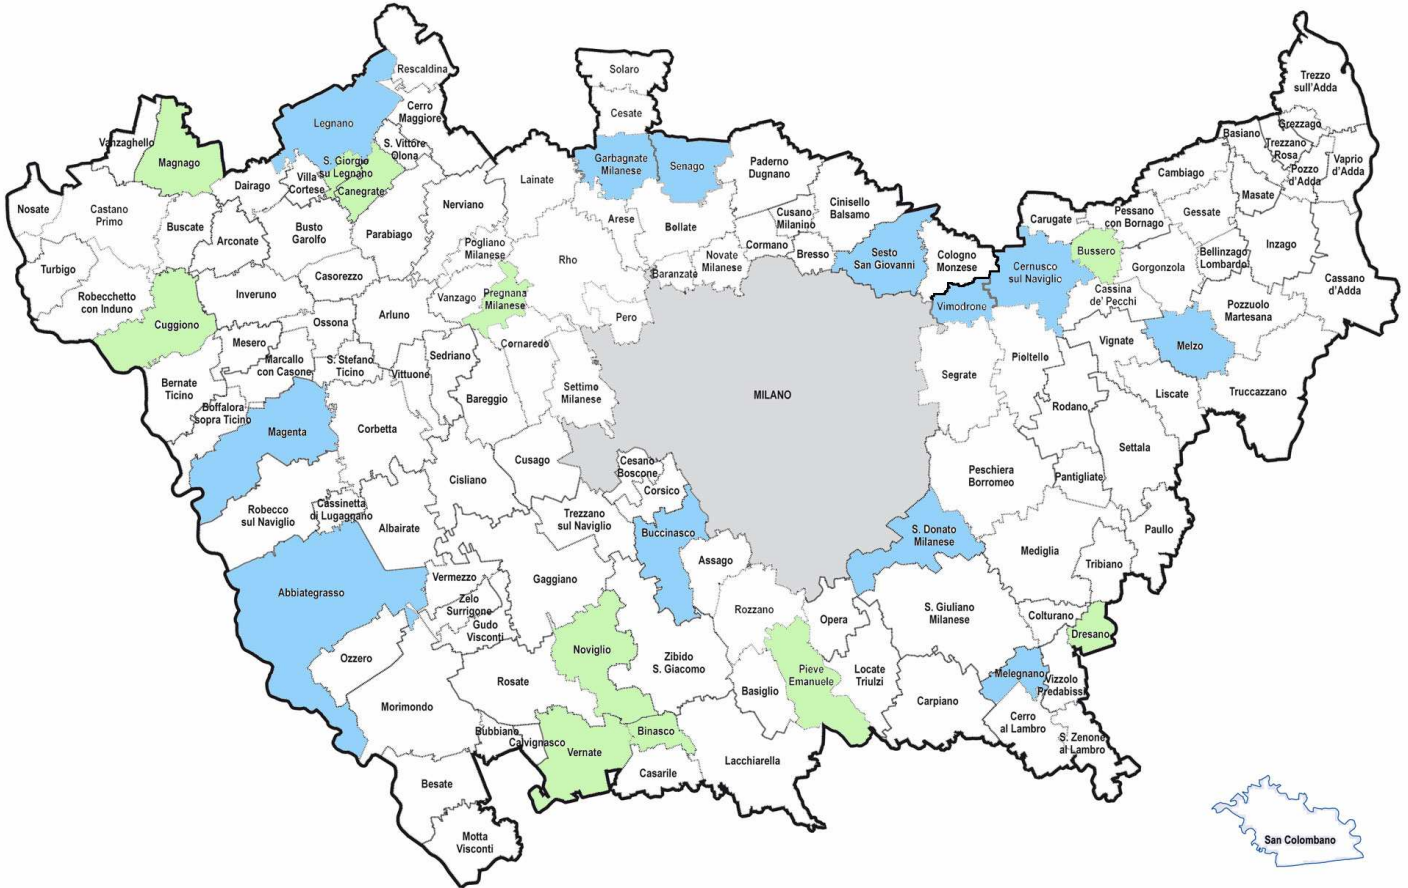 Rescaldina
Solaro
Trezzo
sull'Adda
Cesate
Cerro
Maggiore
Legnano
Grezzago
Basiano
Trezzano
Rosa
Vanzaghello
Magnago
S. Vittore
Olona
S. Giorgio
su Legnano
Garbagnate
Milanese
Senago
Paderno
Dugnano
Vaprio
d'Adda
Pozzo
d'Adda
Cambiago
Dairago
Villa
Cortese
Canegrate
Lainate
Masate
Nosate
Castano
Primo
Nerviano
Arese
Bollate
Cusano
Milanino
Cinisello
Balsamo
Carugate
Pessano
con Bornago
Gessate
Buscate
Arconate
Busto
Garolfo
Parabiago
Pogliano
Milanese
Rho
Cormano
Bresso
Novate
Milanese
Baranzate
Sesto
San Giovanni
Cologno
Monzese
Cernusco
sul Naviglio
Bussero
Gorgonzola
Bellinzago
Lombardo
Inzago
Turbigo
Casorezzo
Cassano
d'Adda
Robecchetto
con Induno
Inveruno
Vanzago
Pregnana
Milanese
Cassina
de' Pecchi
Vimodrone
Pozzuolo
Martesana
Cuggiono
Ossona
Arluno
Pero
Mesero
Marcallo
con Casone
S. Stefano
Ticino
Vittuone
Sedriano
Cornaredo
Vignate
Melzo
Pioltello
Segrate
Bernate
Ticino
Settimo
Milanese
MILANO
Bareggio
Liscate
Truccazzano
Rodano
Boffalora
sopra Ticino
Magenta
Corbetta
Settala
Cusago
Cesano
Boscone
Corsico
Cisliano
Peschiera
Borromeo
Pantigliate
Robecco
sul Naviglio
Cassinetta
di Lugagnano
Albairate
Trezzano
sul Naviglio
Buccinasco
S. Donato
Milanese
Paullo
Mediglia
Tribiano
Assago
Abbiategrasso
Vermezzo
Gaggiano
Zelo
Surrigone
Gudo
Visconti
Rozzano
Opera
S. Giuliano
Milanese
Colturano
Dresano
Ozzero
Noviglio
Zibido
S. Giacomo
Pieve
Emanuele
Locate
Triulzi
Melegnano
Vizzolo
Predabissi
Rosate
Basiglio
Carpiano
Morimondo
Cerro
al Lambro
Bubbiano
Calvignasco
Vernate
Binasco
S. Zenone
al Lambro
Lacchiarella
Casarile
Besate
Motta
Visconti
San Colombano